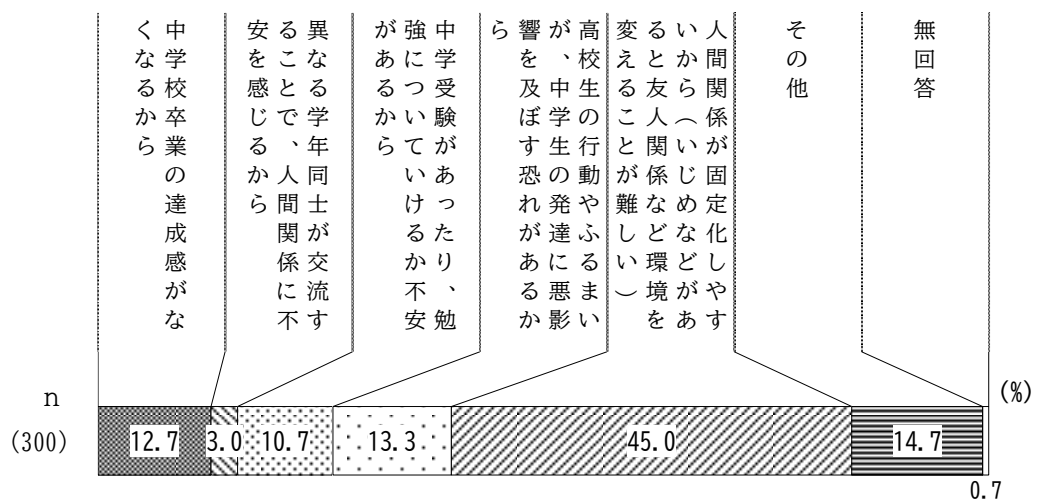 中学校卒業の達成感がな
くなるから
異なる学年同士が交流す
ることで、人間関係に不
安を感じるから
中学受験があったり、勉
強についていけるか不安
があるから
高校生の行動やふるまい
が、中学生の発達に悪影
響を及ぼす恐れがあるか
ら
人間関係が固定化しやす
いから（いじめなどがあ
ると友人関係など環境を
変えることが難しい）
その他
無回答
(%)
n
(300)
12.7
3.0
10.7
13.3
45.0
14.7
0.7